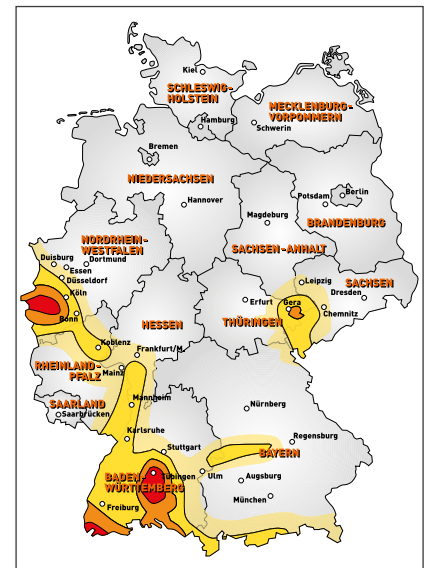 Kiel
SCHLESWIG-
HOLSTEIN
MECKLENBURG-
VORPOMMERN
Hamburg
Schwerin
Bremen
NIEDERSACHSEN
Berlin
Potsdam
Hannover
Magdeburg
BRANDENBURG
NORDRHEIN-
WESTFALEN
SACHSEN-ANHALT
Duisburg
Dortmund
Essen
Düsseldorf
Leipzig
SACHSEN
Köln
Erfurt
Gera
Dresden
Bonn
HESSEN
THÜRINGEN
Chemnitz
Koblenz
Frankfurt/M.
RHEINLAND-
PFALZ
Mainz
SAARLAND
Mannheim
Saarbrücken
Nürnberg
Karlsruhe
Regensburg
Stuttgart
BAYERN
BADEN-
WÜRTTEMBERG
Tübingen
Ulm
Augsburg
München
Freiburg